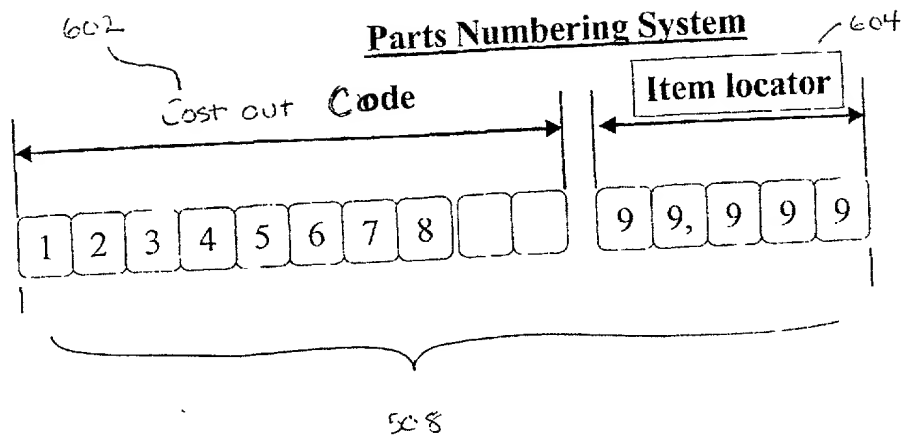 602
Parts Numbering System
604
Cost out Code
Item locator
1 2 3 4 5 6 7 8 9 9, 9 9 9
508